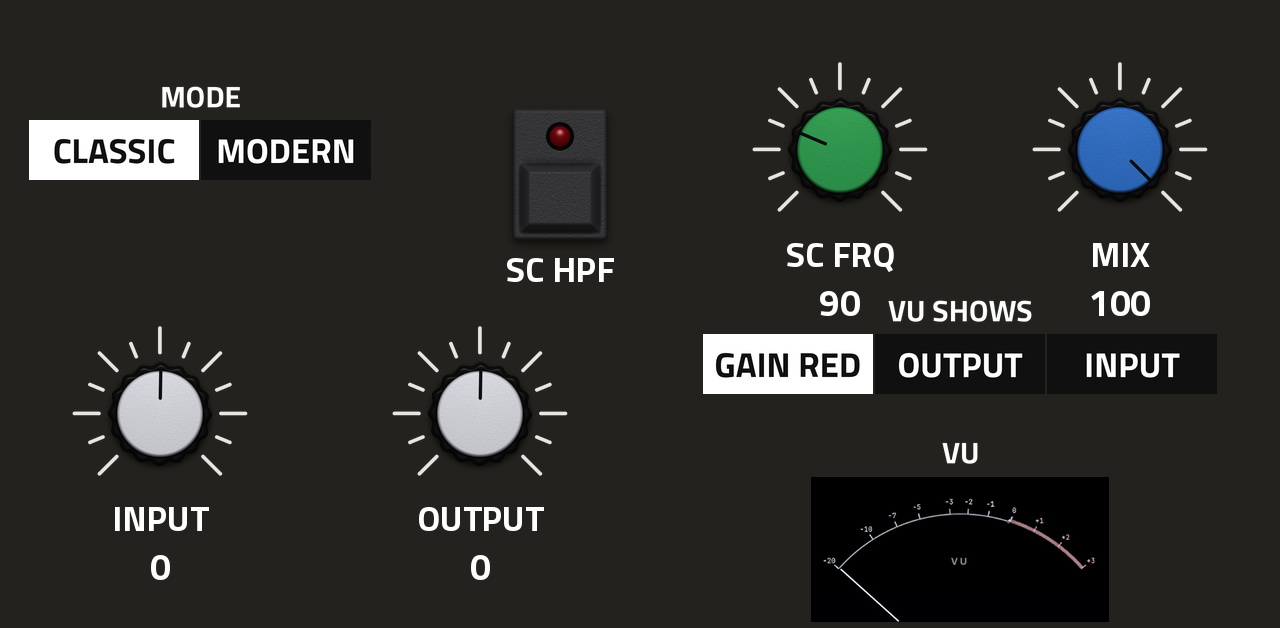 MODE
CLASSIC MODERN
SC HPF
SC FRQ
90
MIX
100
VU SHOWS
GAIN RED OUTPUT INPUT
INPUT
0
OUTPUT
0
VU
-20 -10 -7 -5 -3 -2 -1 0 +1 +2 +3
VU